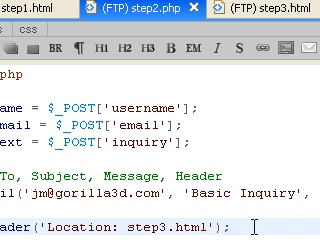 step1.html (FTP) step2.php (FTP) step3.html
s css
BR ¶ H1 H2 H3 B EM I S
php
ame = $_POST['username'];
mail = $_POST['email'];
ext = $_POST['inquiry'];
To, Subject, Message, Header
il('jm@gorilla3d.com', 'Basic Inquiry',
ader('Location: step3.html');